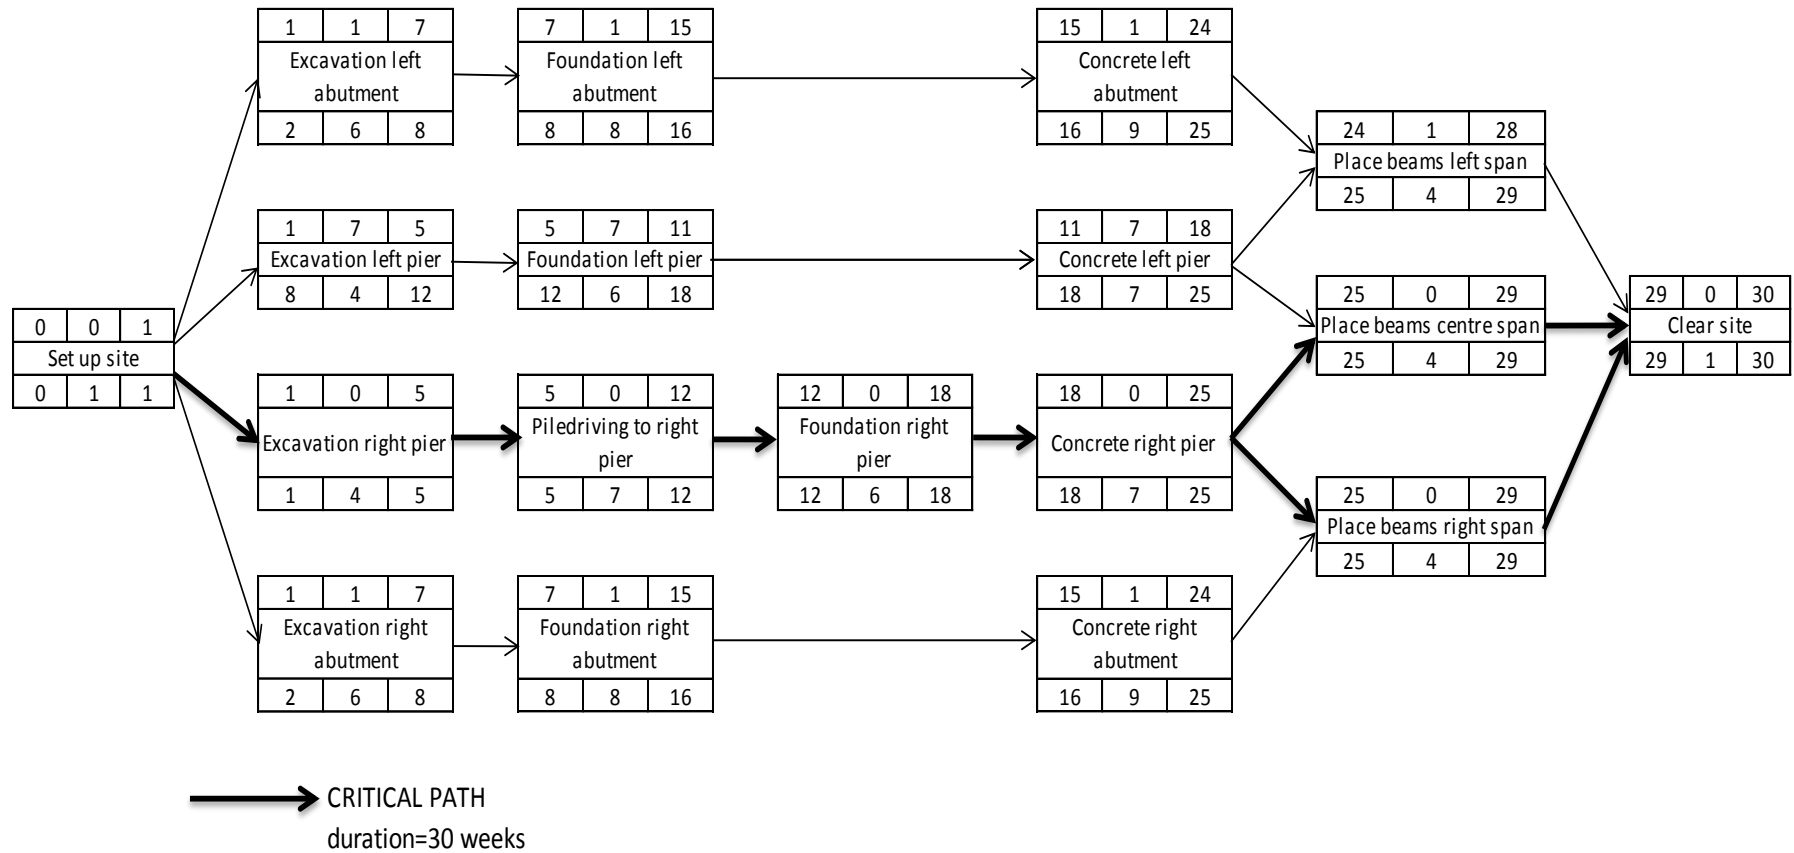 1 1 7
Excavation left
abutment
2 6 8
7 1 15
Foundation left
abutment
8 8 16
15 1 24
Concrete left
abutment
16 9 25
24 1 28
Place beams left span
25 4 29
1 7 5
Excavation left pier
8 4 12
5 7 11
Foundation left pier
12 6 18
11 7 18
Concrete left pier
18 7 25
25 0 29
Place beams centre span
25 4 29
29 0 30
Clear site
29 1 30
0 0 1
Set up site
0 1 1
1 0 5
Excavation right pier
1 4 5
5 0 12
Piledriving to right
pier
5 7 12
12 0 18
Foundation right
pier
12 6 18
18 0 25
Concrete right pier
18 7 25
25 0 29
Place beams right span
25 4 29
1 1 7
Excavation right
abutment
2 6 8
7 1 15
Foundation right
abutment
8 8 16
15 1 24
Concrete right
abutment
16 9 25
CRITICAL PATH
duration=30 weeks